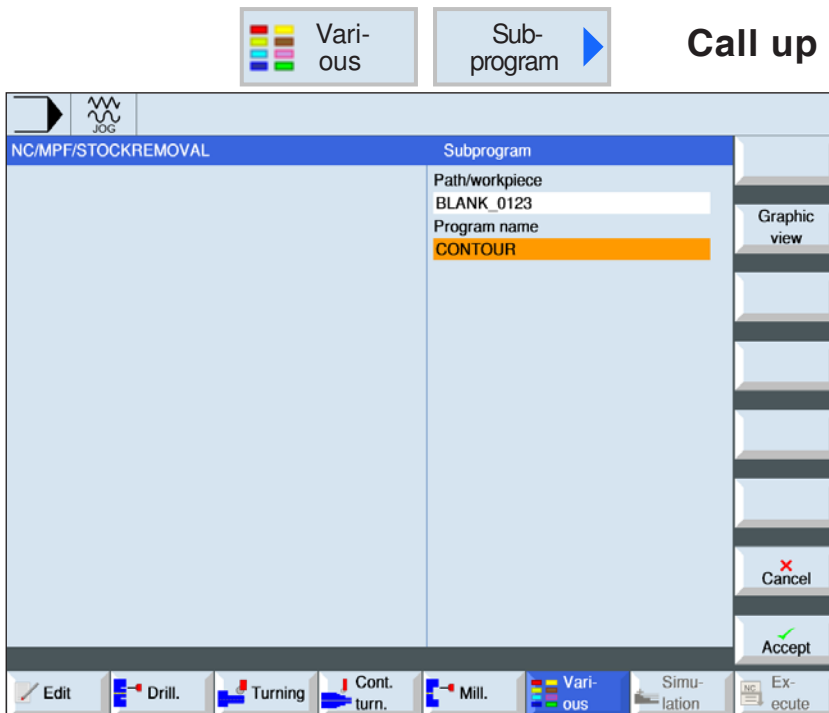 Vari-
ous
Sub-
program
Call up
JOG
NC/MPF/STOCKREMOVAL
Subprogram
Path/workpiece
BLANK_0123
Program name
CONTOUR
Graphic
view
Cancel
Accept
Edit
Drill.
Turning
Cont.
turn.
Mill.
Vari-
ous
Simu-
lation
NC
Ex-
ecute